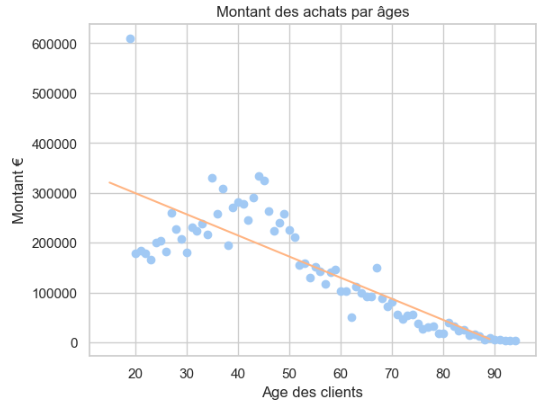 Montant des achats par âges
Montant €
600000
500000
400000
300000
200000
100000
0
20 30 40 50 60 70 80 90
Age des clients